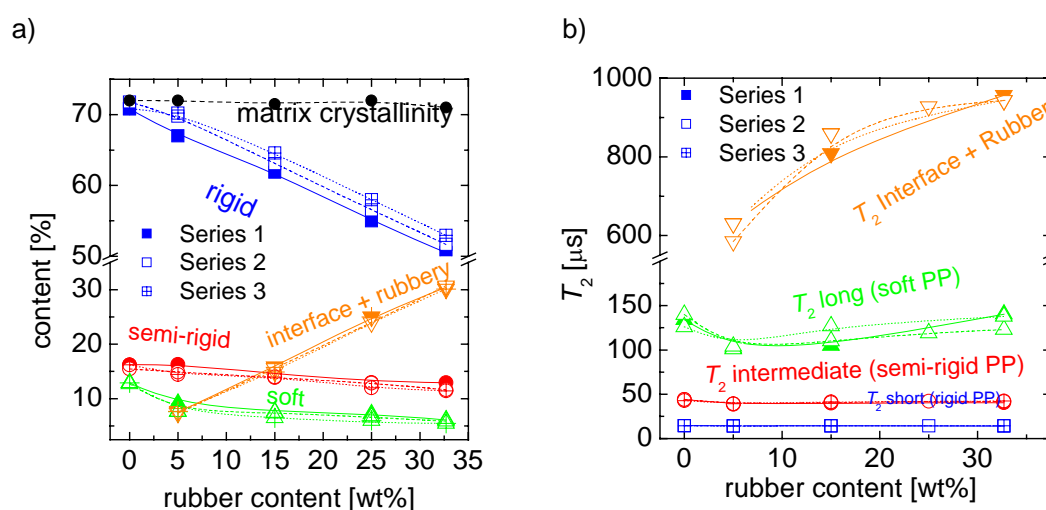 a)
70
60
50
30
20
10
content [%]
matrix crystallinity
rigid
Series 1
Series 2
Series 3
semi-rigid
interface + rubbery
soft
0 5 10 15 20 25 30 35
rubber content [wt%]
b)
1000
800
600
150
100
50
0
T2 [µs]
Series 1
Series 2
Series 3
T2 Interface + Rubber
T2 long (soft PP)
T2 intermediate (semi-rigid PP)
T2 short (rigid PP)
0 10 20 30
rubber content [wt%]